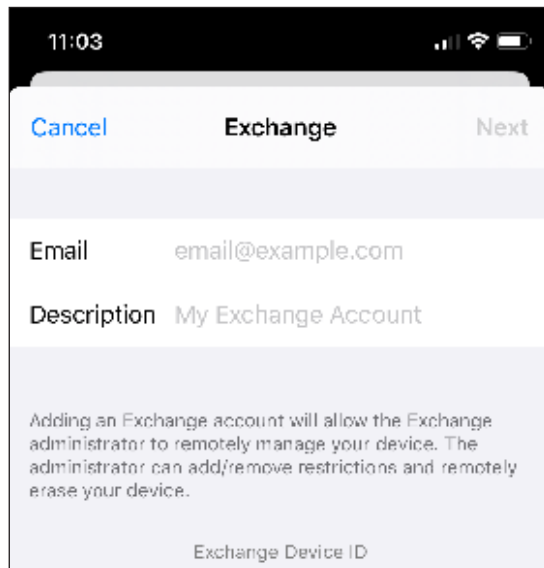 11:03
Cancel Exchange Next
Email email@example.com
Description My Exchange Account
Adding an Exchange account will allow the Exchange
administrator to remotely manage your device. The
administrator can add/remove restrictions and remotely
erase your device.
Exchange Device ID